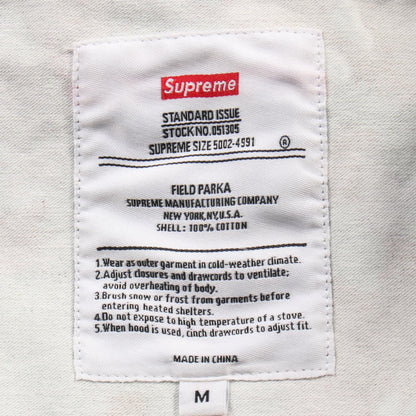 Supreme
STANDARD ISSUE
STOCK NO. 051305
SUPREME SIZE 5002-4591 ®
FIELD PARKA
SUPREME MANUFACTURING COMPANY
NEW YORK, NY, U.S.A.
SHELL: 100% COTTON
1. Wear as outer garment in cold-weather climate.
2. Adjust closures and drawcords to ventilate;
avoid overheating of body.
3. Brush snow or frost from garments before
entering heated shelters.
4. Do not expose to high temperature of a stove.
5. When hood is used, cinch drawcords to adjust fit.
MADE IN CHINA
M